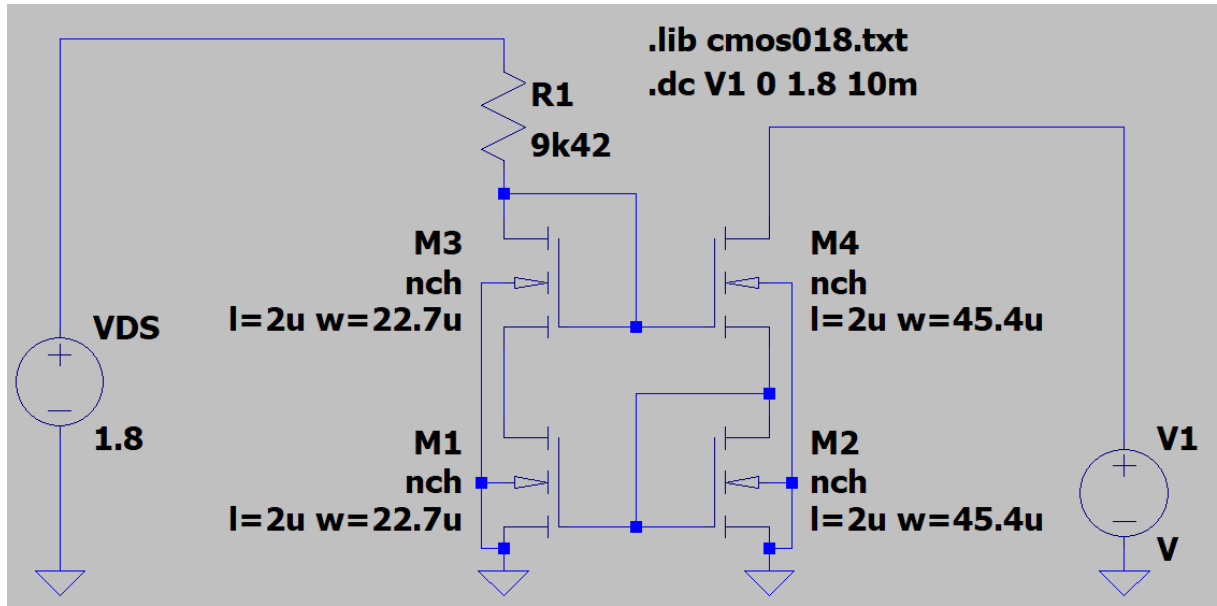 .lib cmos018.txt
.dc V1 0 1.8 10m
R1
9k42
M3
nch
l=2u w=22.7u
M4
nch
l=2u w=45.4u
VDS
1.8
M1
nch
l=2u w=22.7u
M2
nch
l=2u w=45.4u
V1
V